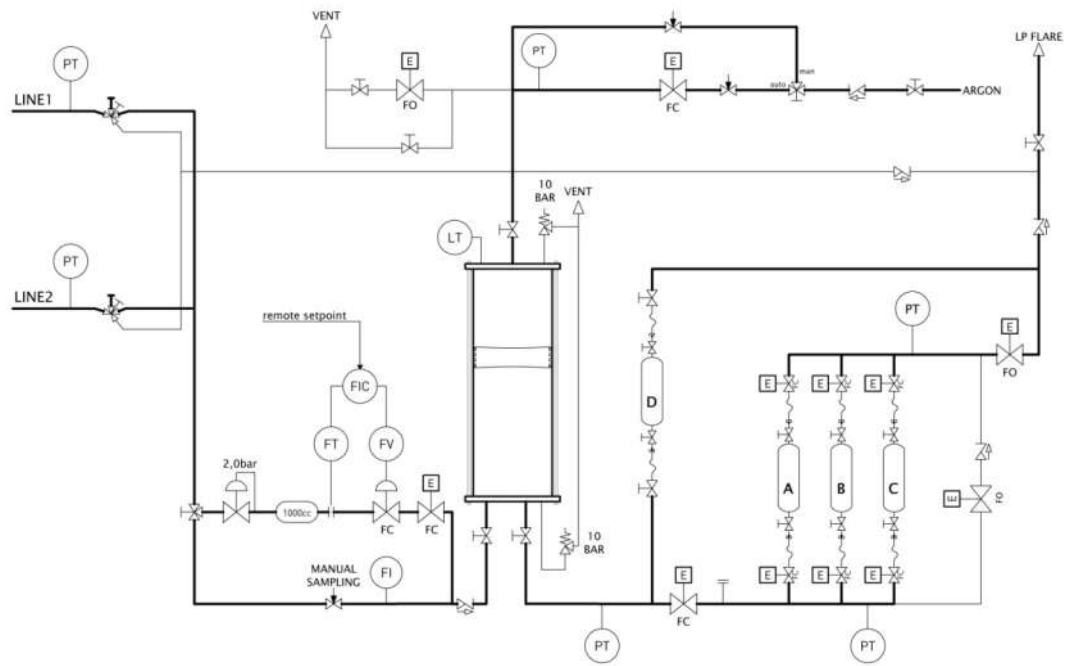 VENT
E
FO
PT
E
FC
man
auto
ARGON
LP FLARE
PT
LINE1
PT
LINE2
10
BAR
VENT
LT
remote setpoint
FIC
FT
FV
2,0bar
1000cc
FC
E
FC
MANUAL
SAMPLING
FI
10
BAR
D
PT
E
FO
E
E
E
A
B
C
E
FO
E
E
E
E
FC
PT
PT